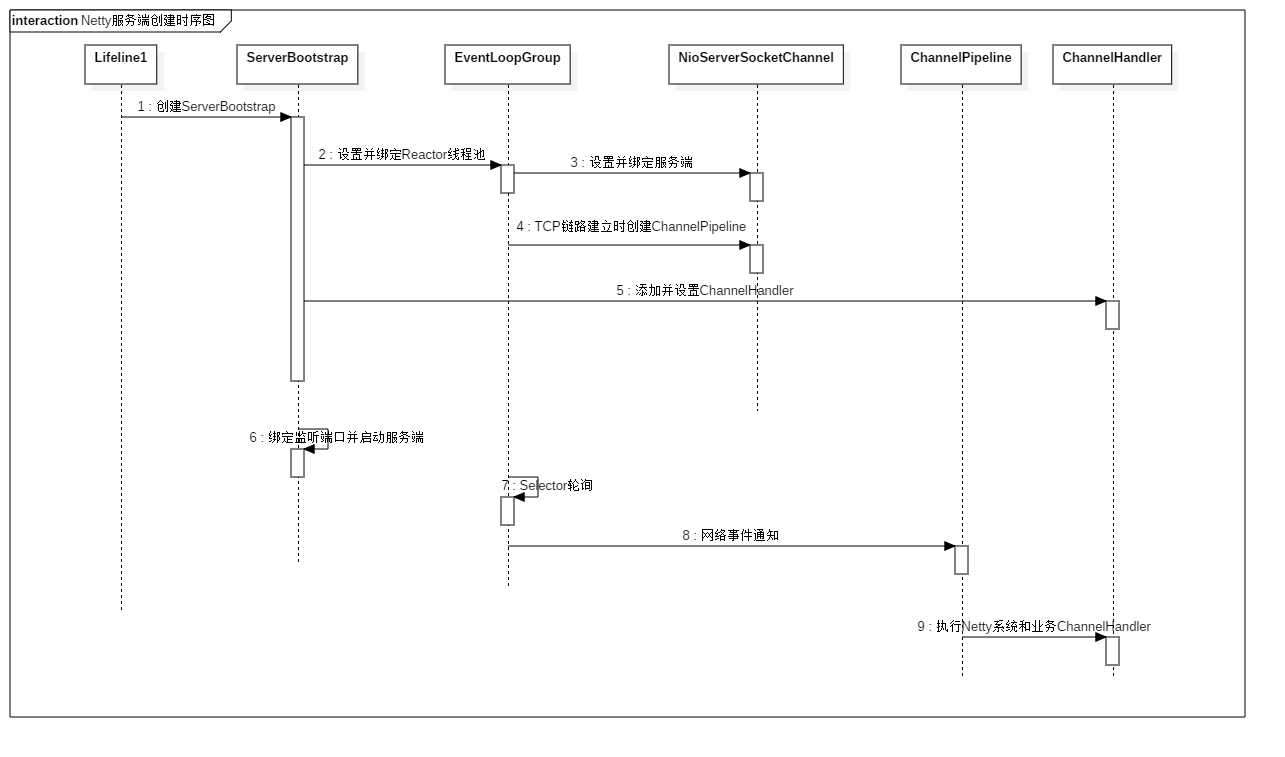 interaction Netty服务端创建时序图
Lifeline1
ServerBootstrap
EventLoopGroup
NioServerSocketChannel
ChannelPipeline
ChannelHandler
1 : 创建ServerBootstrap
2 : 设置并绑定Reactor线程池
3 : 设置并绑定服务端
4 : TCP链路建立时创建ChannelPipeline
5 : 添加并设置ChannelHandler
6 : 绑定监听端口并启动服务端
7 : Selector轮询
8 : 网络事件通知
9 : 执行Netty系统和业务ChannelHandler